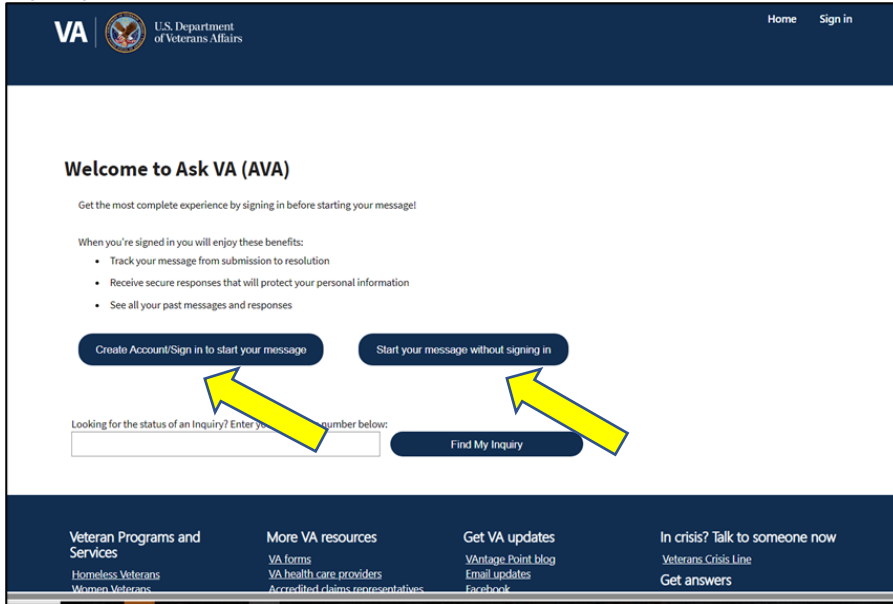 VA
U.S. Department
of Veterans Affairs
Home Sign in
Welcome to Ask VA (AVA)
Get the most complete experience by signing in before starting your message!
When you're signed in you will enjoy these benefits:
• Track your message from submission to resolution
• Receive secure responses that will protect your personal information
• See all your past messages and responses
Create Account/Sign in to start your message
Start your message without signing in
Looking for the status of an Inquiry? Enter number below:
Find My Inquiry
Veteran Programs and
Services
Homeless Veterans
Women Veterans
More VA resources
VA forms
VA health care providers
Accredited claims representatives
Get VA updates
VAntage Point blog
Email updates
Facebook
In crisis? Talk to someone now
Veterans Crisis Line
Get answers